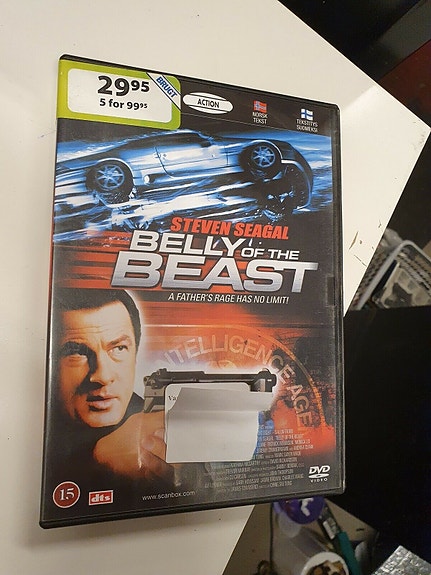 29.95
5 for 99.95
BRUGT
ACTION
NORSK
TEKST
TEKSTITYS
SUOMEKSI
STEVEN SEAGAL
BELLY OF THE
BEAST
A FATHER'S RAGE HAS NO LIMIT!
INTELLIGENCE AGE
Va
15
dts
www.scanbox.com
DVD
VIDEO